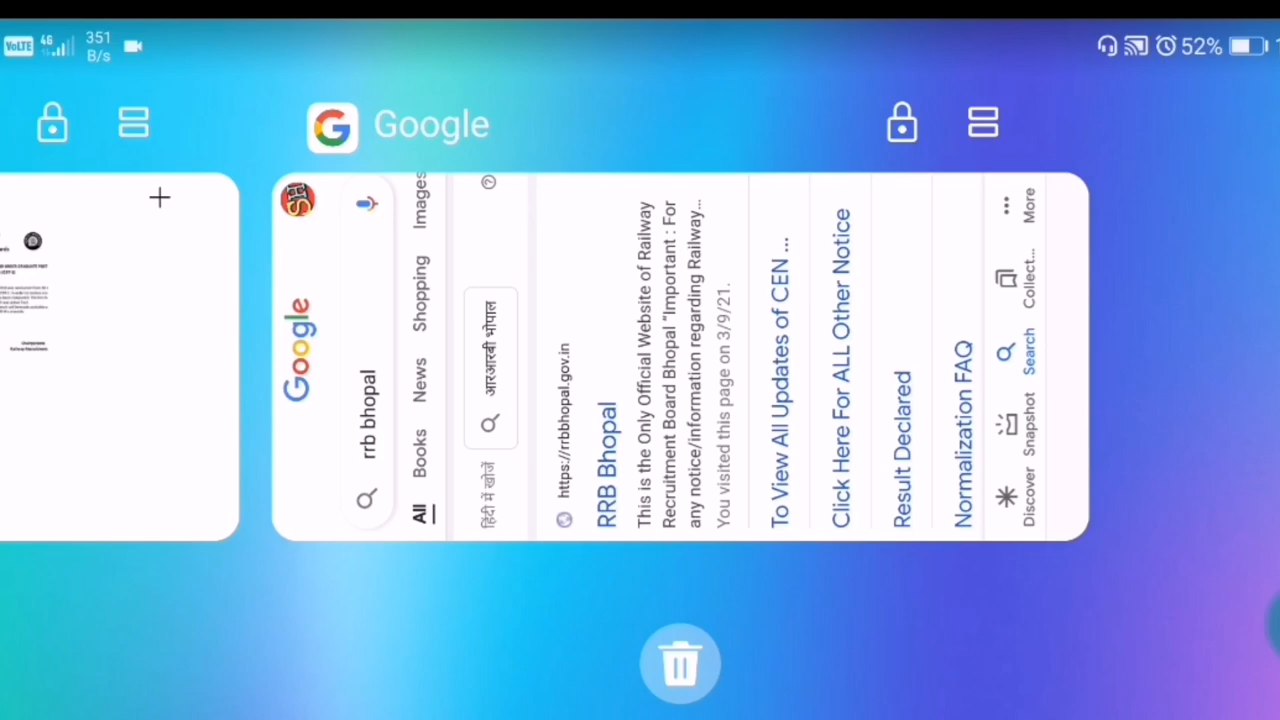 VoLTE 4G 351 B/s
52%
Google
SH
Google
rrb bhopal
All Books News Shopping Images
हिंदी में खोजें आरआरबी भोपाल
https://rrbbhopal.gov.in
RRB Bhopal
This is the Only Official Website of Railway
Recruitment Board Bhopal "Important : For
any notice/information regarding Railway...
You visited this page on 3/9/21.
To View All Updates of CEN ...
Click Here For ALL Other Notice
Result Declared
Normalization FAQ
Discover Snapshot Search Collect... More